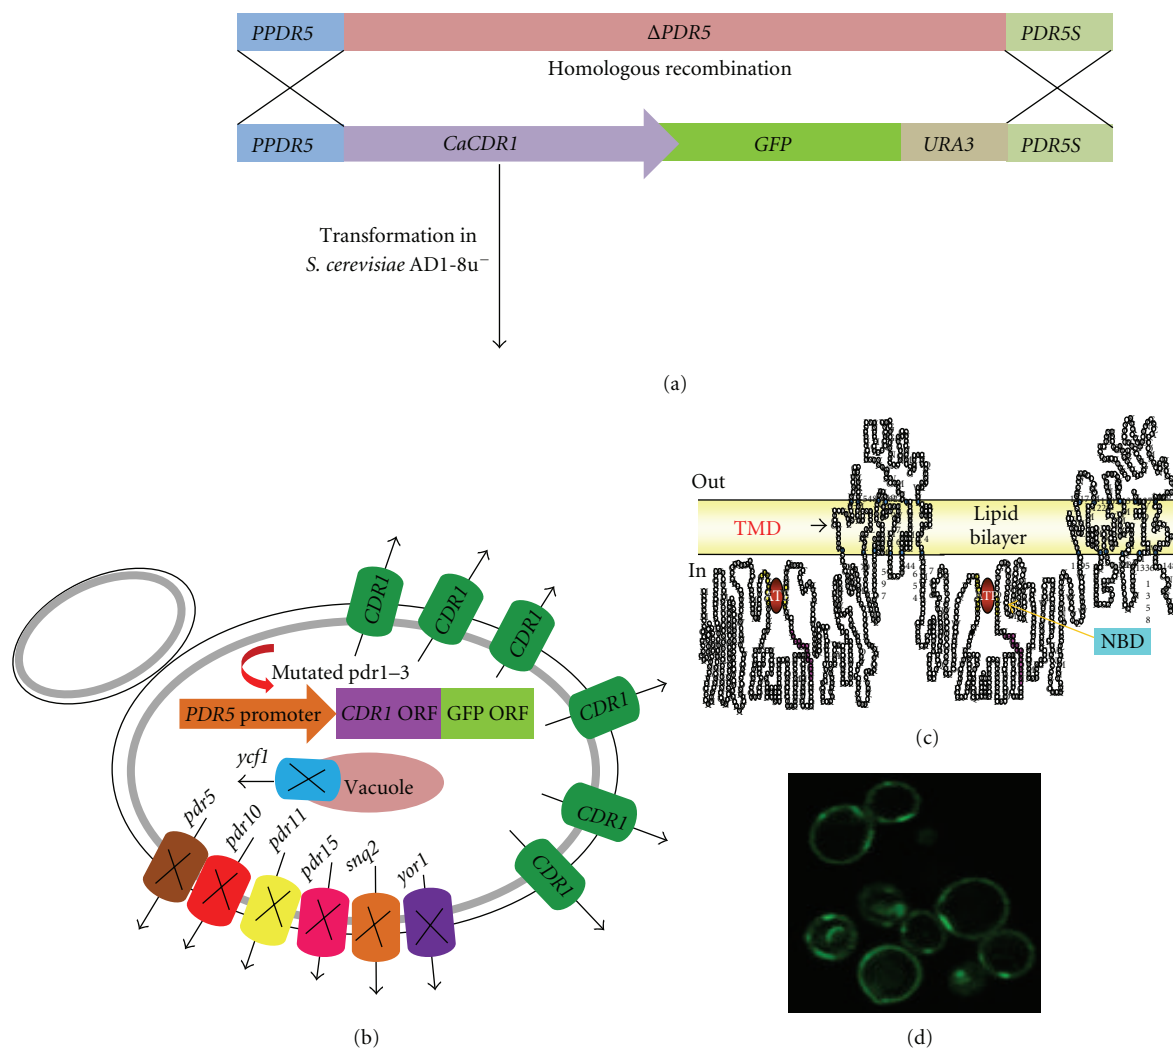 PPDR5 ΔPDR5 PDR5S
Homologous recombination
PPDR5 CaCDR1 GFP URA3 PDR5S
Transformation in
S. cerevisiae AD1-8u⁻
(a)
CDR1
CDR1
CDR1
Mutated pdr1–3
PDR5 promoter CDR1 ORF GFP ORF
CDR1
ycf1
Vacuole
CDR1
CDR1
pdr5
pdr10
pdr11
pdr15
snq2
yor1
(b)
Out
TMD
Lipid
bilayer
In
NBD
(c)
(d)